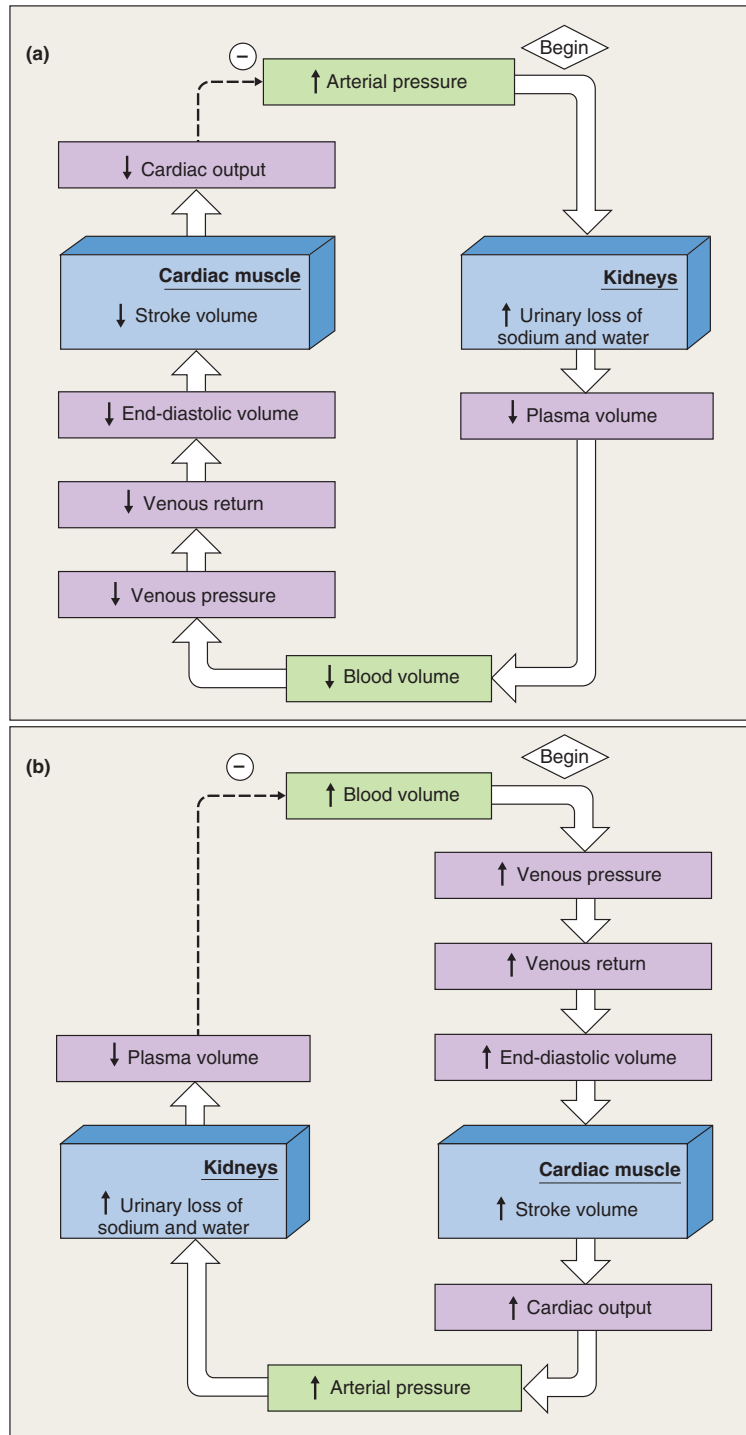 (a)
−
↑ Arterial pressure
Begin
↓ Cardiac output
Cardiac muscle
↓ Stroke volume
Kidneys
↑ Urinary loss of
sodium and water
↓ End-diastolic volume
↓ Plasma volume
↓ Venous return
↓ Venous pressure
↓ Blood volume
(b)
−
↑ Blood volume
Begin
↑ Venous pressure
↑ Venous return
↓ Plasma volume
↑ End-diastolic volume
Kidneys
↑ Urinary loss of
sodium and water
Cardiac muscle
↑ Stroke volume
↑ Cardiac output
↑ Arterial pressure